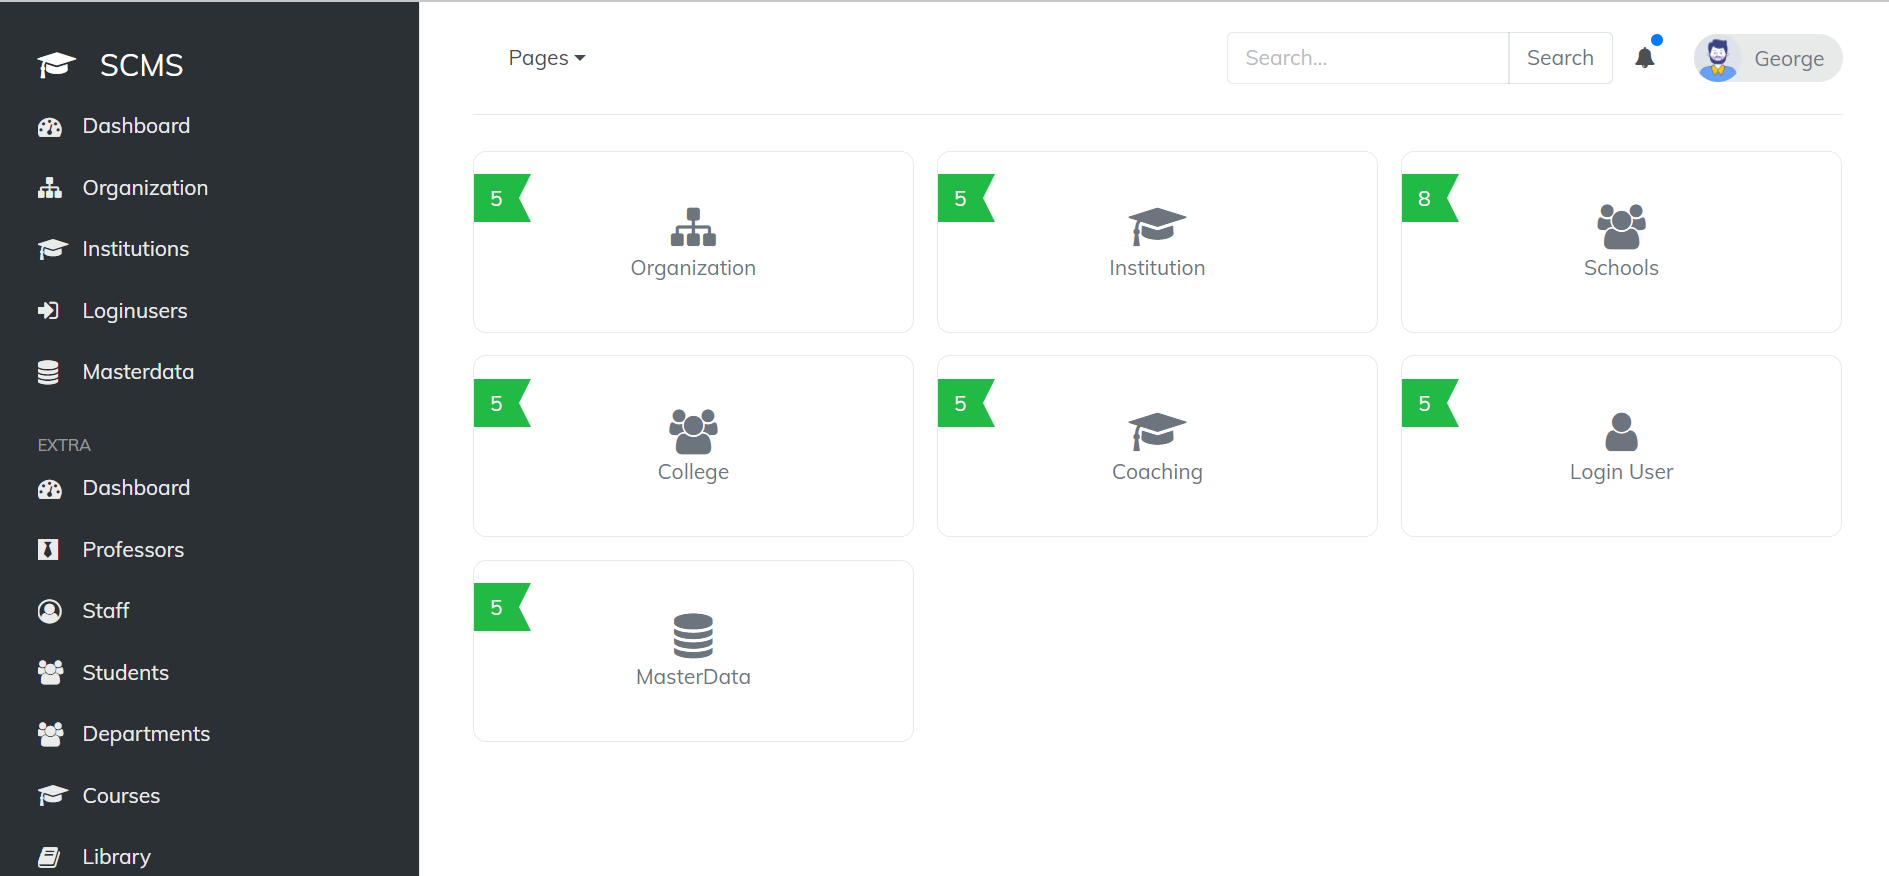 SCMS
Dashboard
Organization
Institutions
Loginusers
Masterdata
EXTRA
Dashboard
Professors
Staff
Students
Departments
Courses
Library
Pages
Search...
Search
George
5
Organization
5
Institution
8
Schools
5
College
5
Coaching
5
Login User
5
MasterData